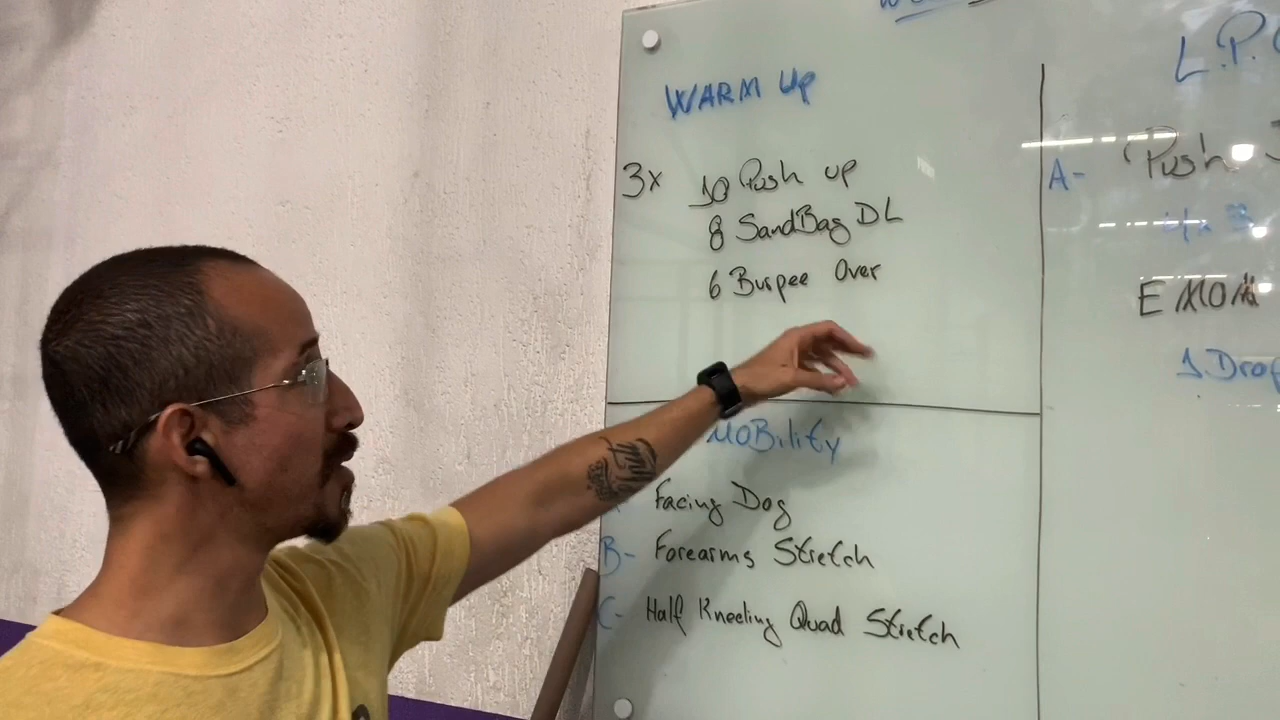 WARM Up
3x 10 Push up
8 SandBag DL
6 Burpee Over
MOBility
Facing Dog
B- Forearms Stretch
C- Half Kneeling Quad Stretch
L.P.
A- Push
4x
EMOM
1. Drop